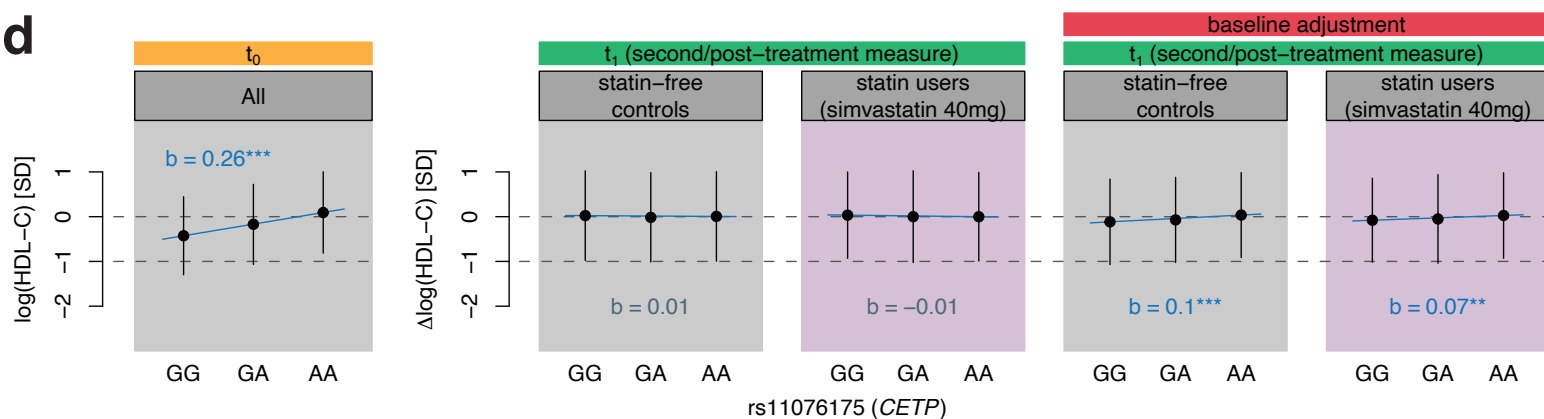 d
baseline adjustment
t0
t1 (second/post−treatment measure)
t1 (second/post−treatment measure)
All
statin−free
controls
statin users
(simvastatin 40mg)
statin−free
controls
statin users
(simvastatin 40mg)
log(HDL−C) [SD]
1
0
−1
−2
b = 0.26***
Δlog(HDL−C) [SD]
1
0
−1
−2
b = 0.01
b = −0.01
b = 0.1***
b = 0.07**
GG GA AA
GG GA AA
GG GA AA
GG GA AA
GG GA AA
rs11076175 (CETP)